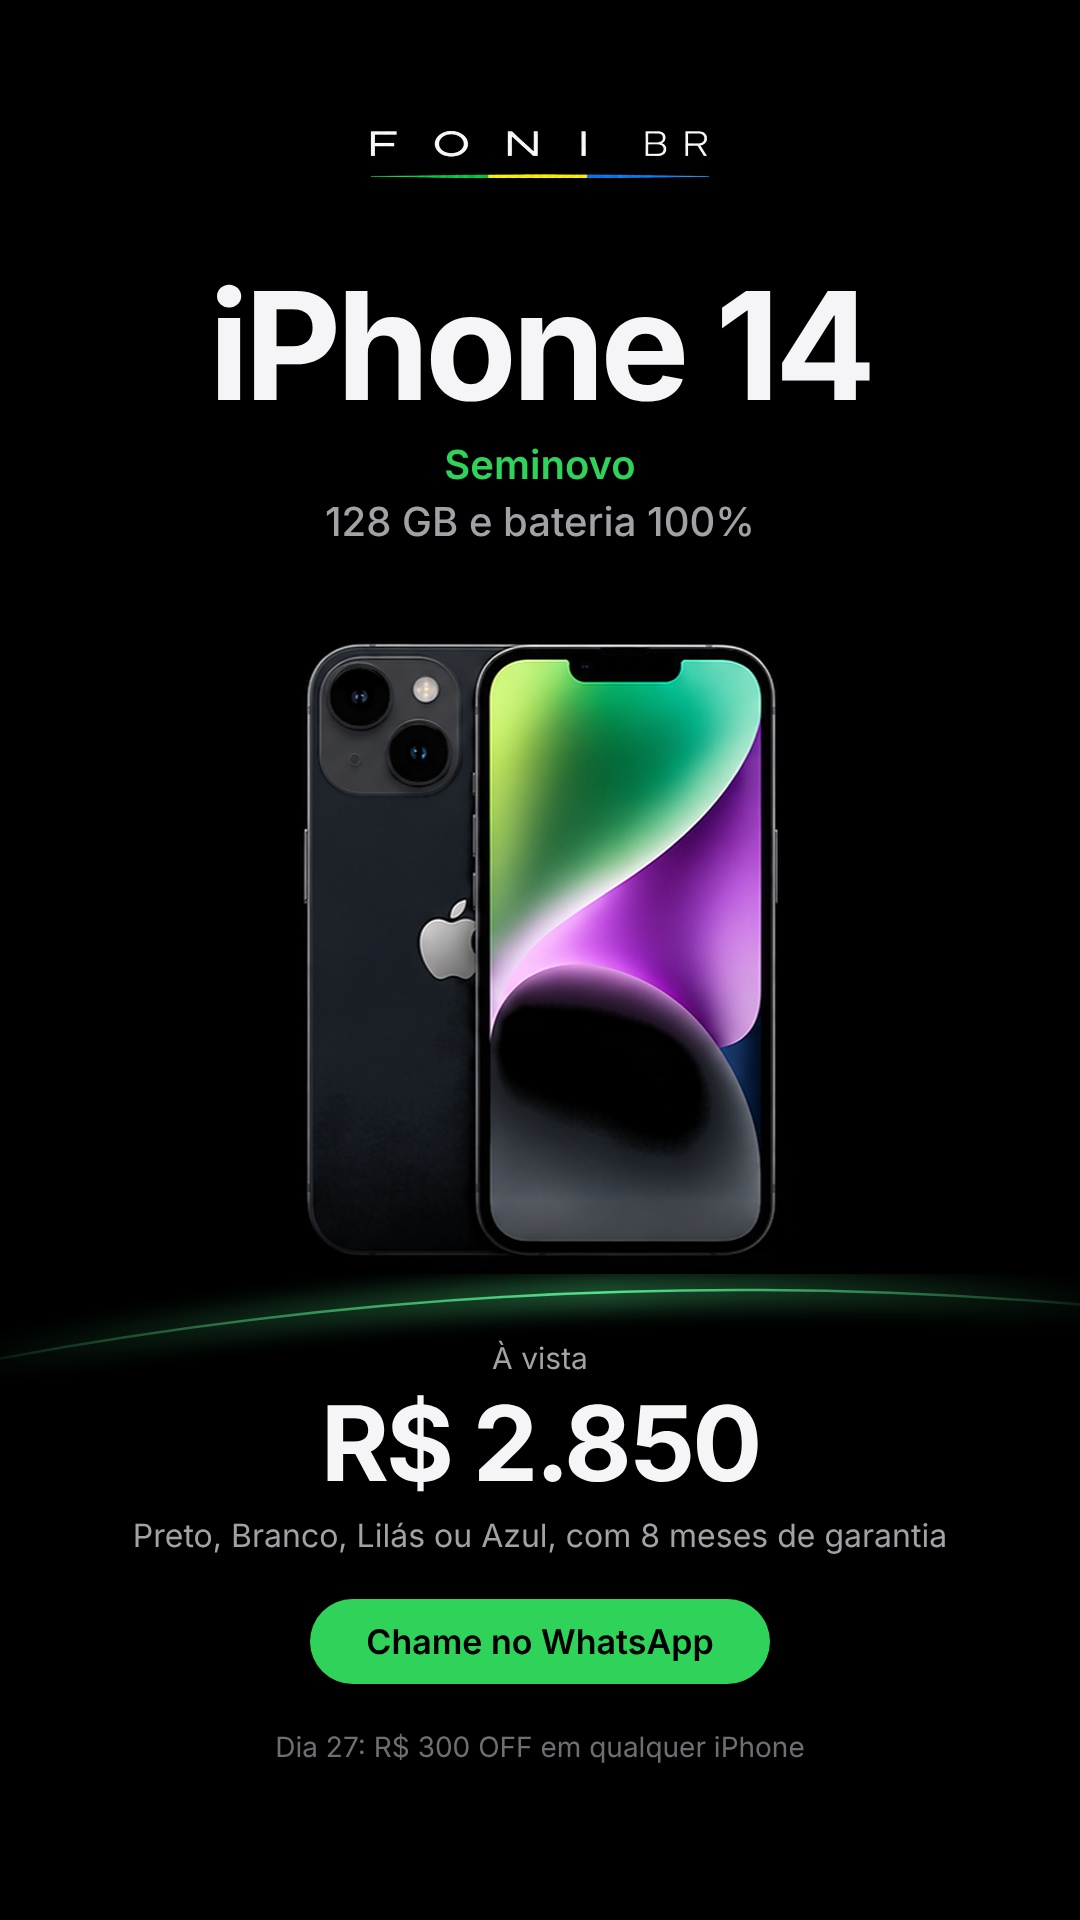 FONI BR
iPhone 14
Seminovo
128 GB e bateria 100%
À vista
R$ 2.850
Preto, Branco, Lilás ou Azul, com 8 meses de garantia
Chame no WhatsApp
Dia 27: R$ 300 OFF em qualquer iPhone